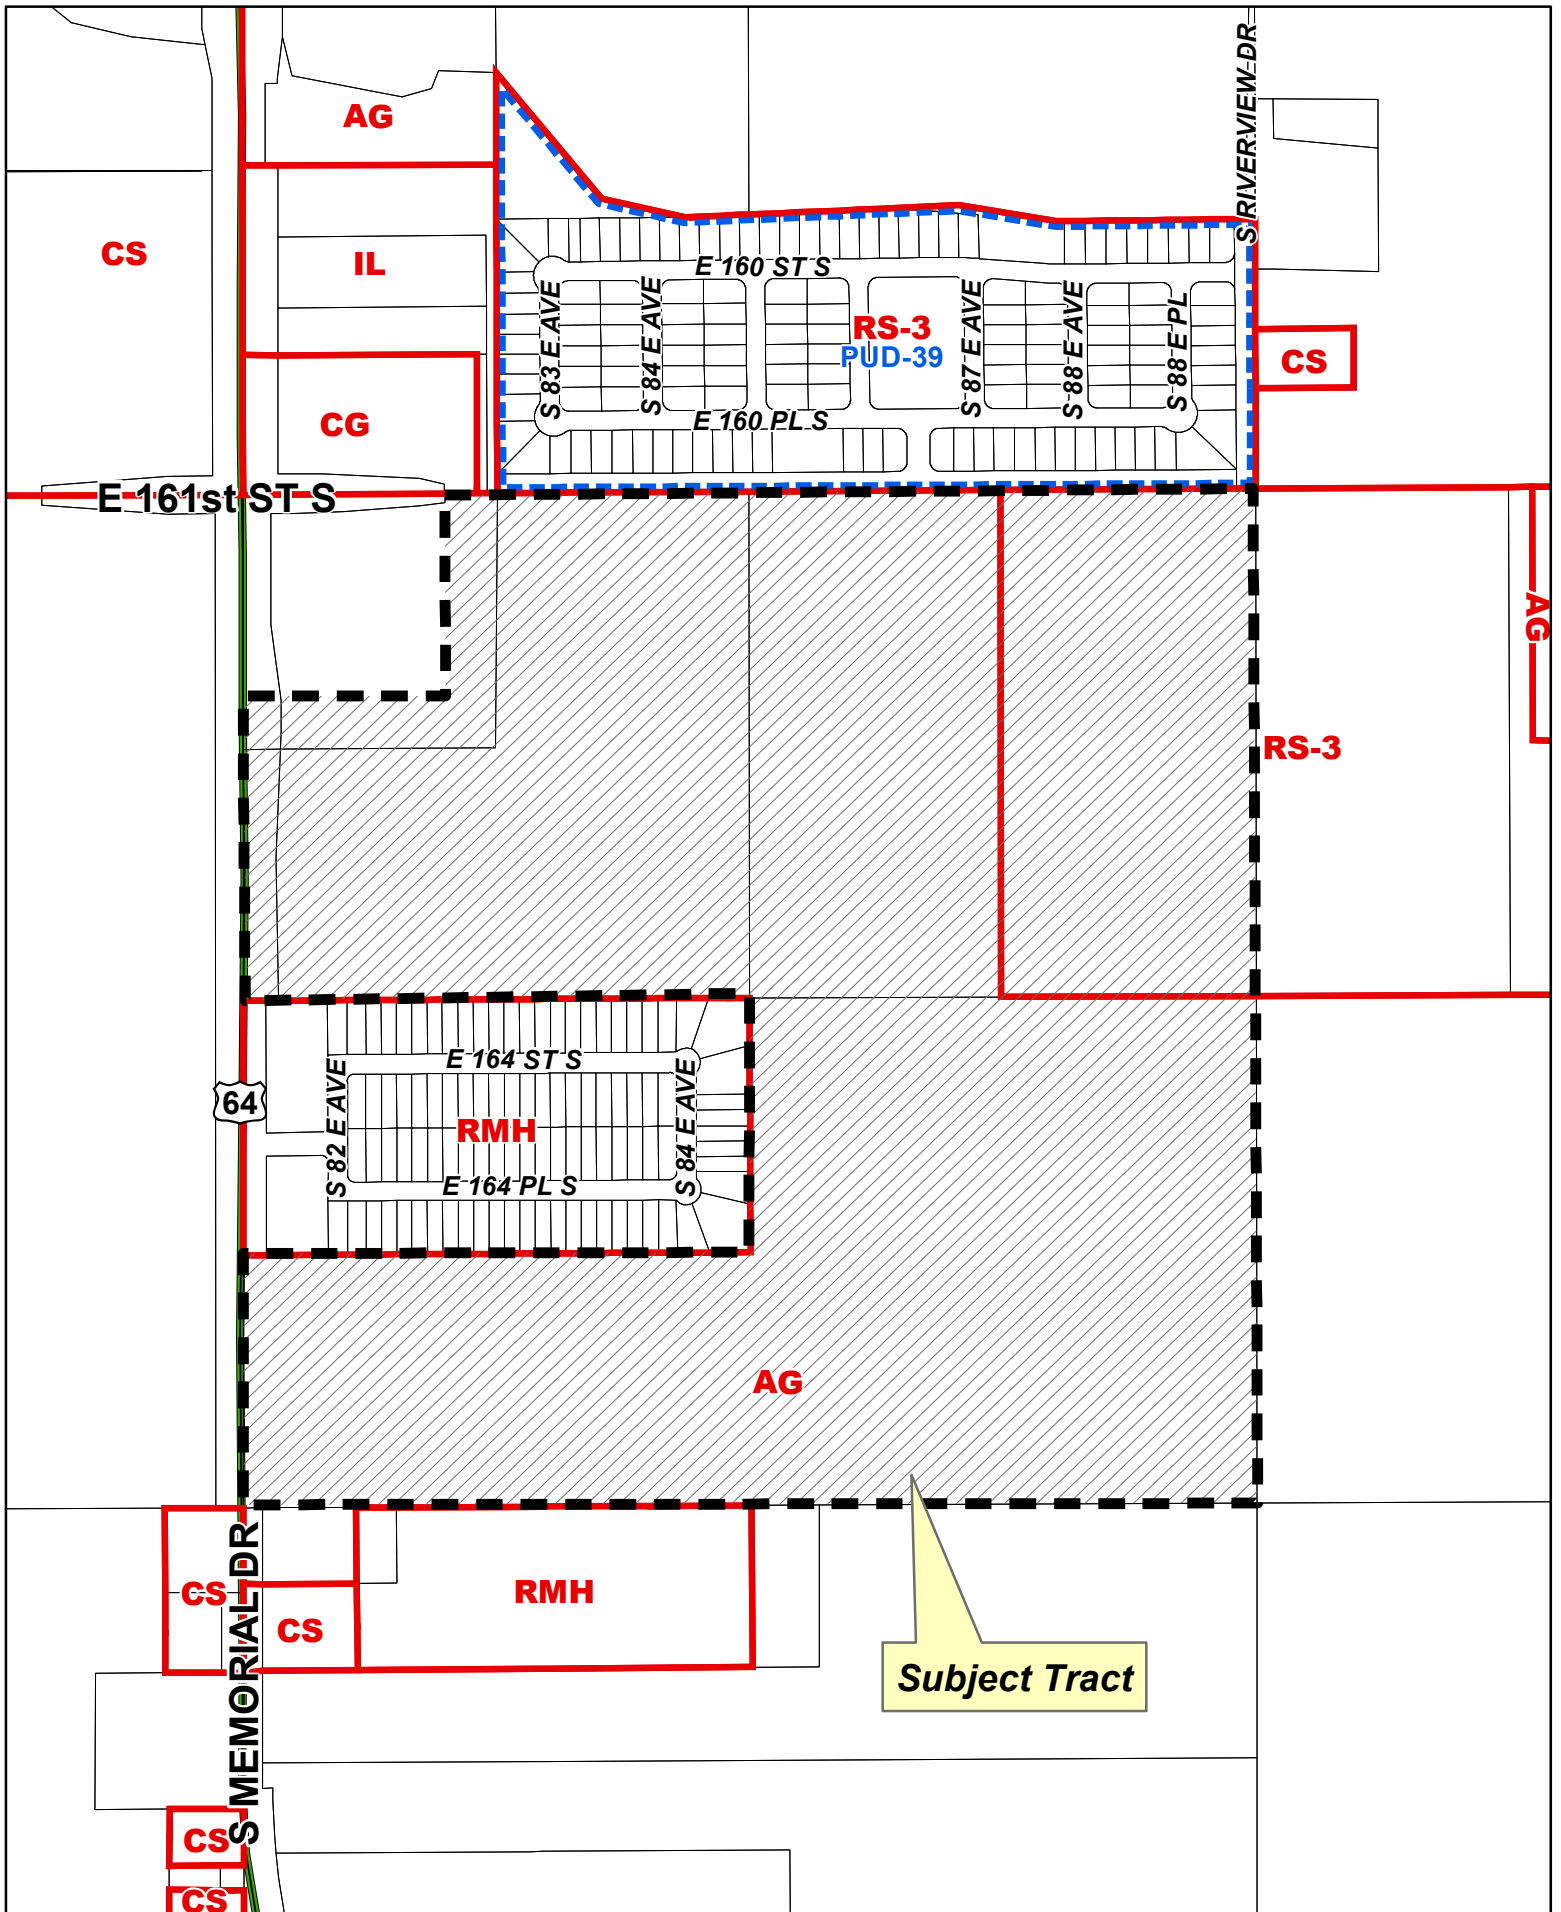 S RIVERVIEW DR
AG
CS
IL
E 160 ST S
S 83 E AVE
S 84 E AVE
RS-3
PUD-39
S 87 E AVE
S 88 E AVE
S 88 E PL
CS
CG
E 160 PL S
E 161st ST S
AG
RS-3
E 164 ST S
64
S 82 E AVE
RMH
S 84 E AVE
E 164 PL S
AG
CS
S MEMORIAL DR
CS
RMH
Subject Tract
CS
CS